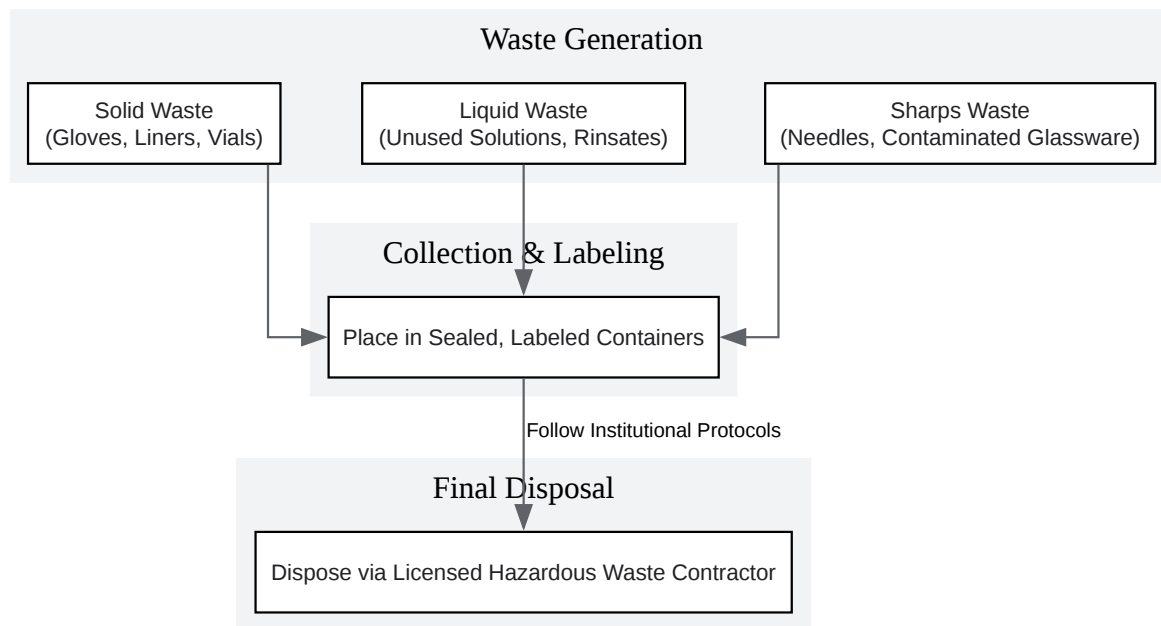 Waste Generation
Solid Waste
(Gloves, Liners, Vials)
Liquid Waste
(Unused Solutions, Rinsates)
Sharps Waste
(Needles, Contaminated Glassware)
Collection & Labeling
Place in Sealed, Labeled Containers
Follow Institutional Protocols
Final Disposal
Dispose via Licensed Hazardous Waste Contractor